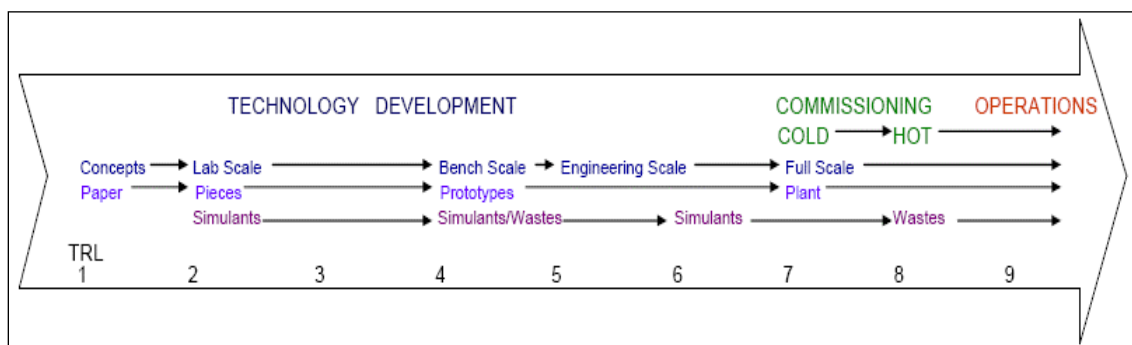 TECHNOLOGY DEVELOPMENT COMMISSIONING OPERATIONS
COLD HOT
Concepts Lab Scale Bench Scale Engineering Scale Full Scale
Paper Pieces Prototypes Plant
Simulants Simulants/Wastes Simulants Wastes
TRL
1 2 3 4 5 6 7 8 9